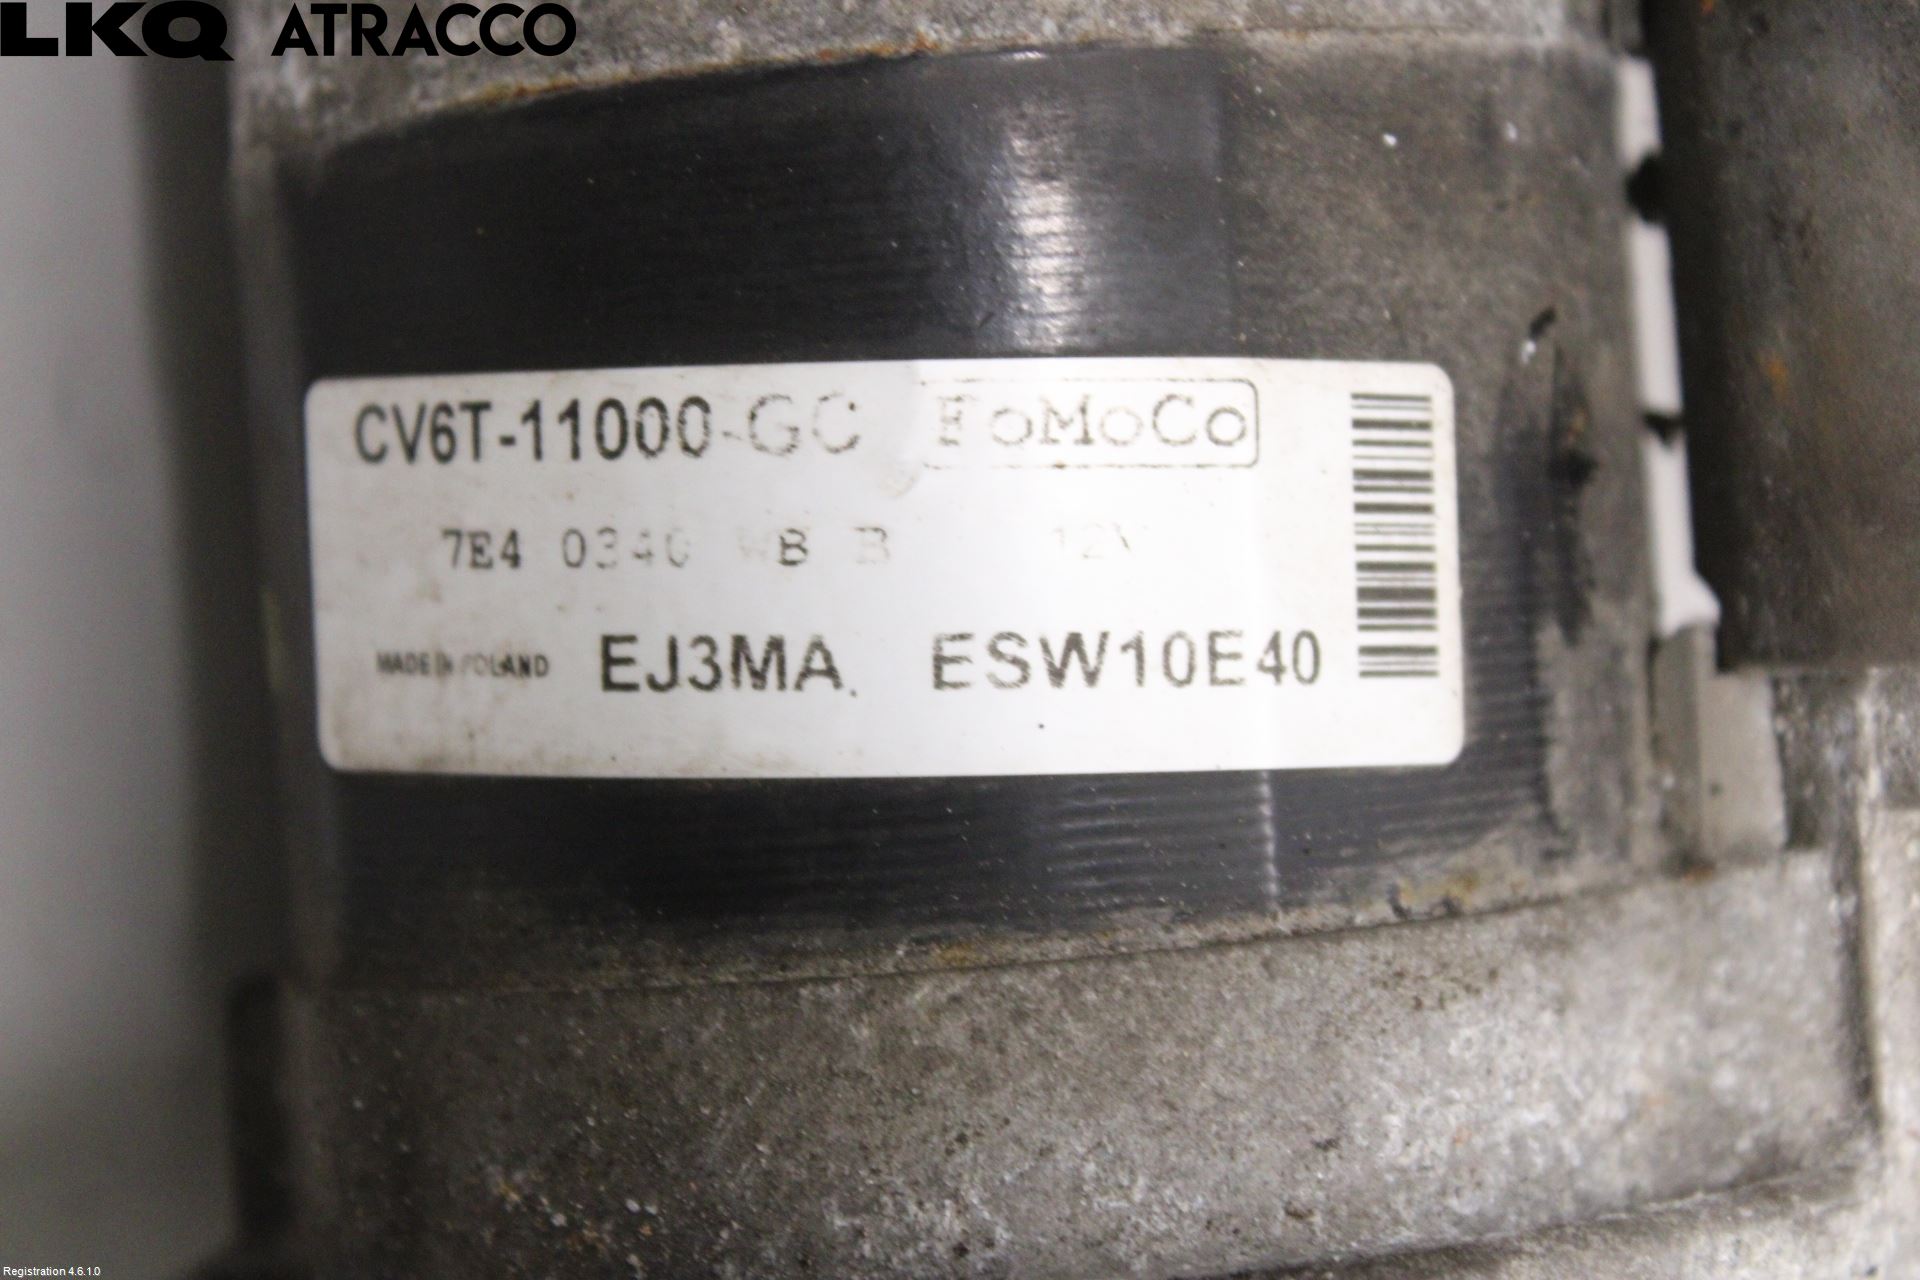 LKQ ATRACCO
CV6T-11000-GC FoMoCo
7E4 0340 B 12V
MADE IN POLAND EJ3MA. ESW10E40
Registration 4.6.1.0